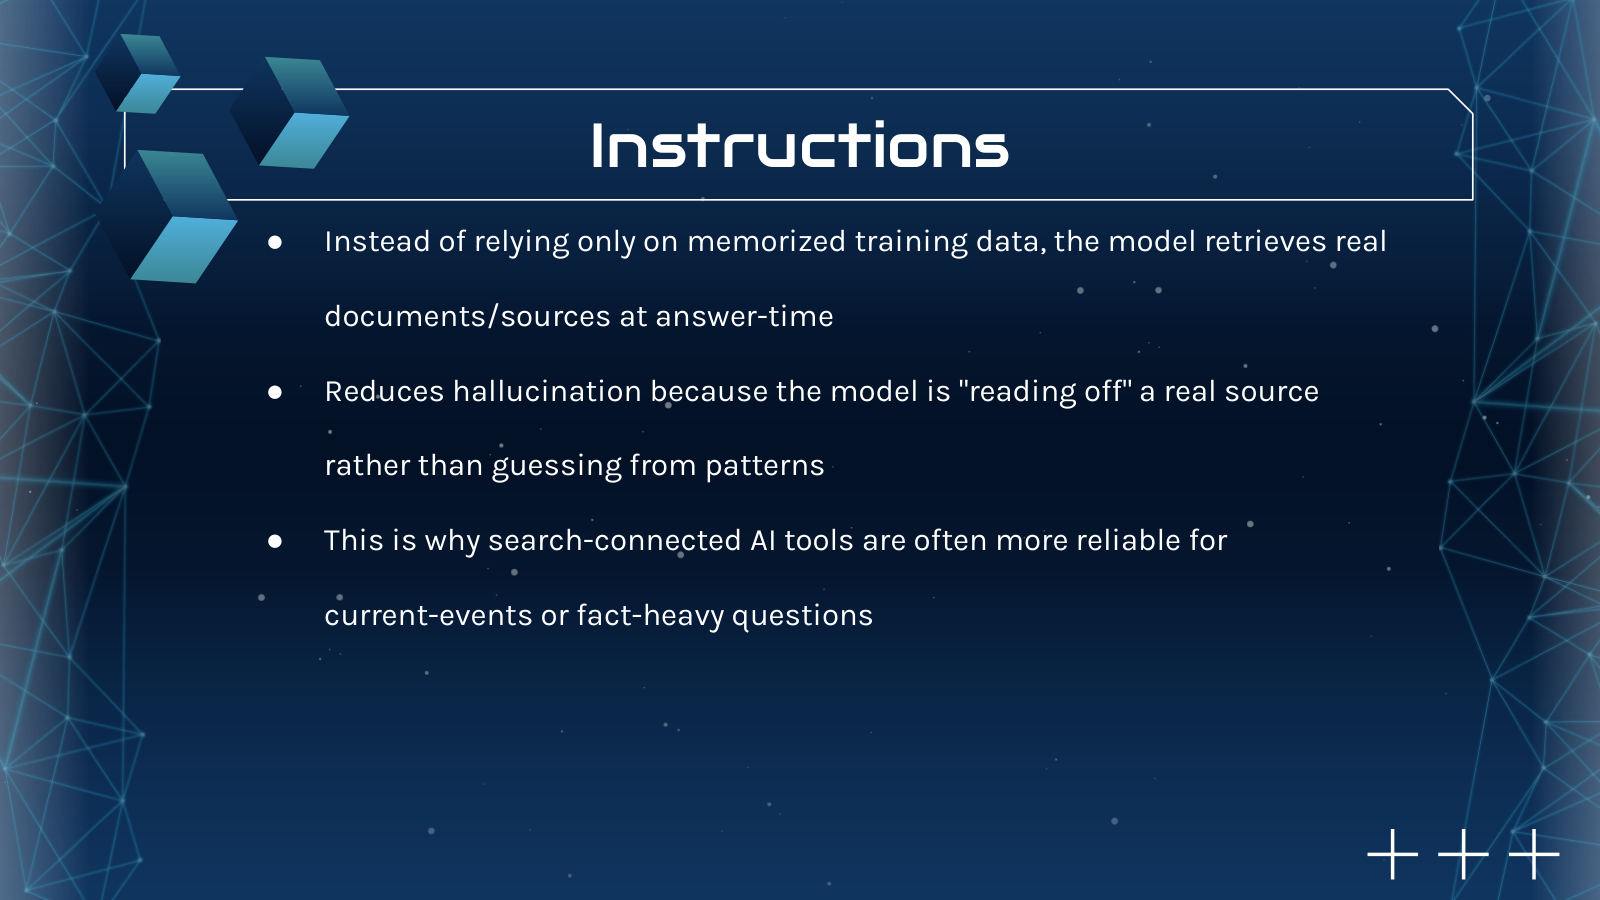 Instructions
● Instead of relying only on memorized training data, the model retrieves real
documents/sources at answer-time
● Reduces hallucination because the model is "reading off" a real source
rather than guessing from patterns
● This is why search-connected AI tools are often more reliable for
current-events or fact-heavy questions